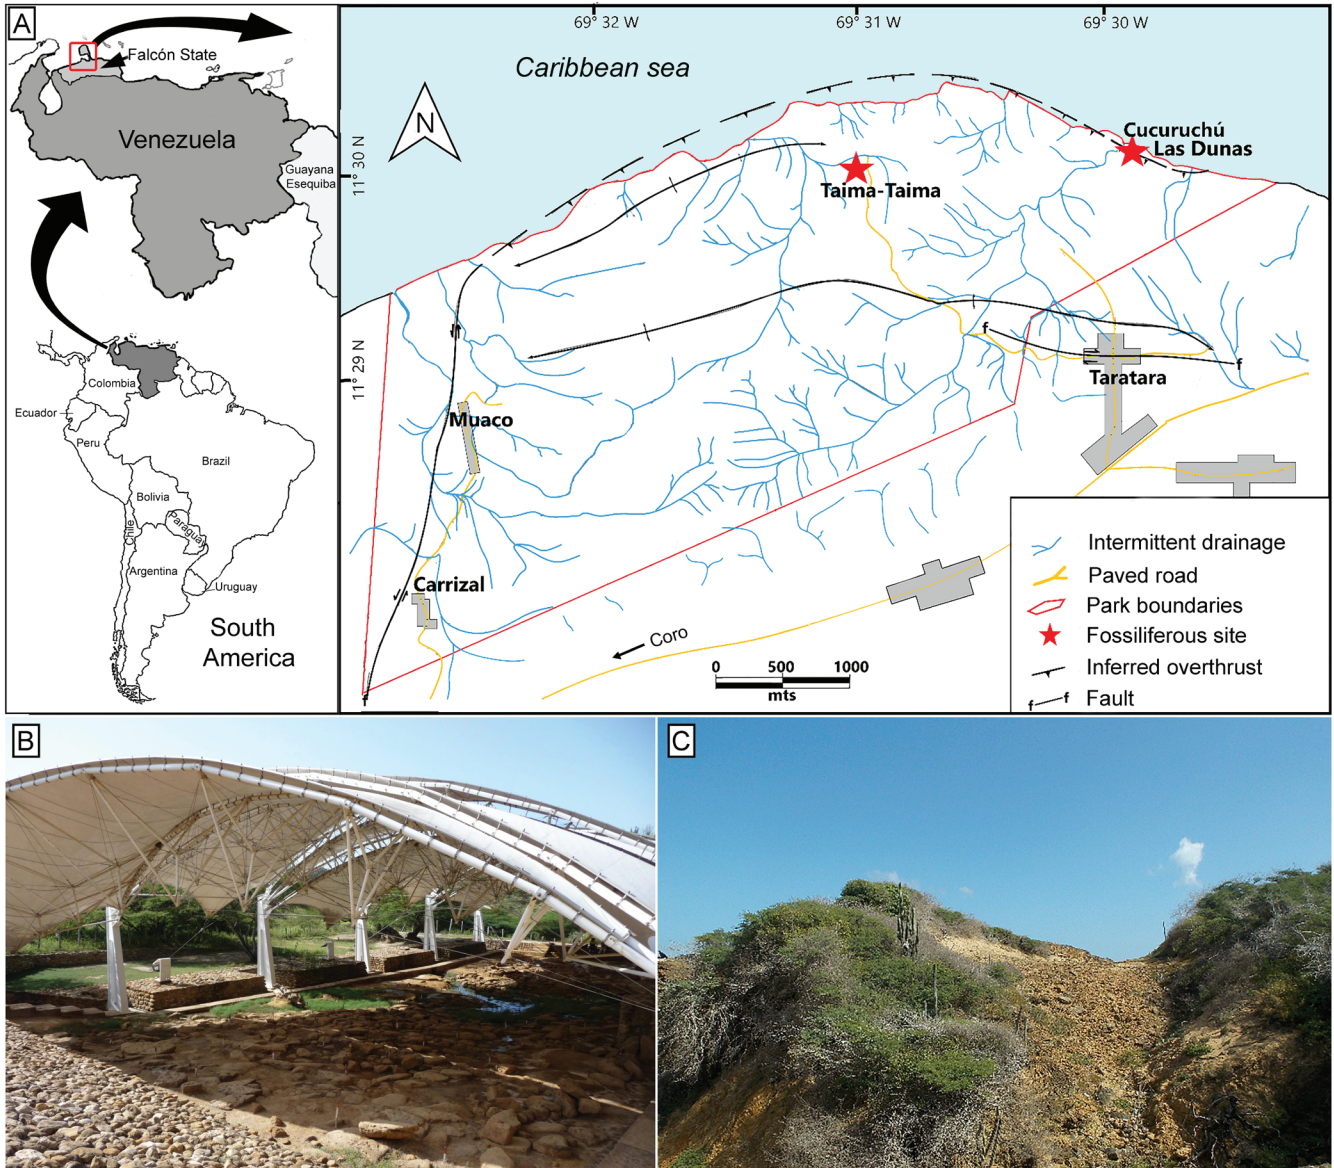 A
Falcón State
Venezuela
Guayana
Esequiba
Colombia
Ecuador
Peru
Brazil
Bolivia
Paraguay
Chile
Argentina
Uruguay
South
America
69° 32 W
69° 31 W
69° 30 W
11° 30 N
11° 29 N
Caribbean sea
N
Cucuruchú
Las Dunas
Taima-Taima
f
f
Taratara
Muaco
Carrizal
f
Coro
0 500 1000
mts
Intermittent drainage
Paved road
Park boundaries
Fossiliferous site
Inferred overthrust
f f Fault
B
C